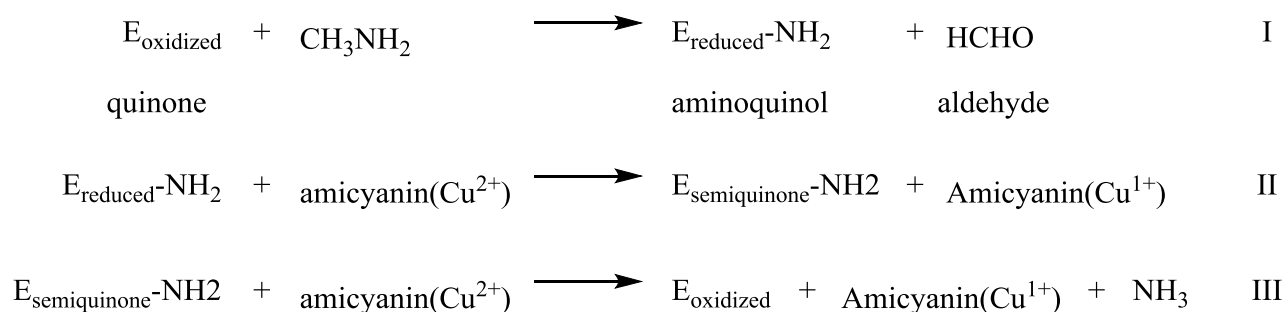 E_oxidized + CH₃NH₂ ⟶ E_reduced-NH₂ + HCHO I
quinone aminoquinol aldehyde
E_reduced-NH₂ + amicyanin(Cu²⁺) ⟶ E_semiquinone-NH2 + Amicyanin(Cu¹⁺) II
E_semiquinone-NH2 + amicyanin(Cu²⁺) ⟶ E_oxidized + Amicyanin(Cu¹⁺) + NH₃ III